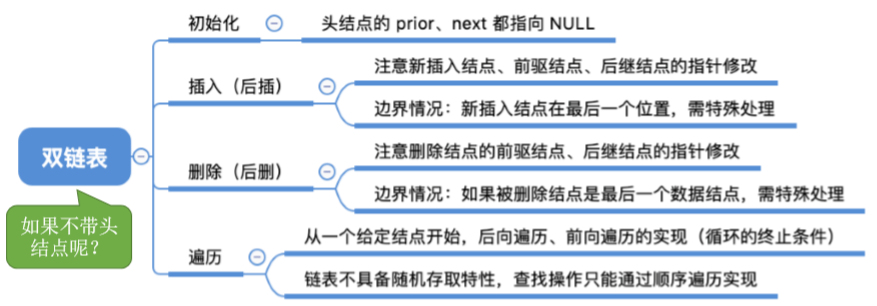 双链表
如果不带头
结点呢？
初始化
头结点的 prior、next 都指向 NULL
插入（后插）
注意新插入结点、前驱结点、后继结点的指针修改
边界情况：新插入结点在最后一个位置，需特殊处理
删除（后删）
注意删除结点的前驱结点、后继结点的指针修改
边界情况：如果被删除结点是最后一个数据结点，需特殊处理
遍历
从一个给定结点开始，后向遍历、前向遍历的实现（循环的终止条件）
链表不具备随机存取特性，查找操作只能通过顺序遍历实现